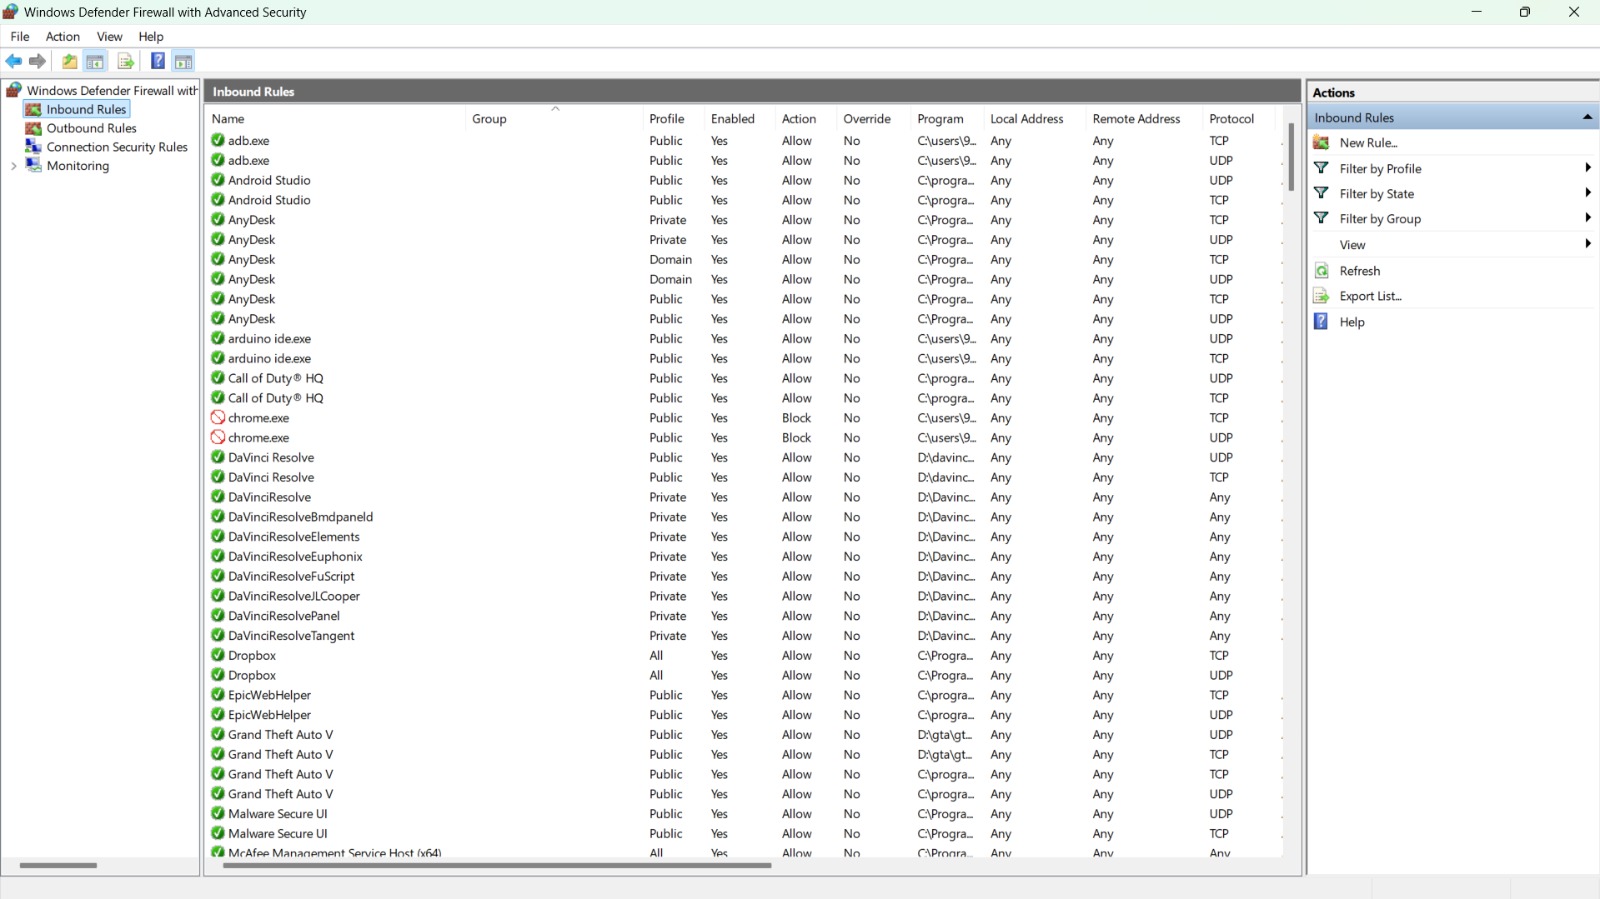 Windows Defender Firewall with Advanced Security
File Action View Help
Windows Defender Firewall with
Inbound Rules
Outbound Rules
Connection Security Rules
Monitoring
Inbound Rules
Name Group Profile Enabled Action Override Program Local Address Remote Address Protocol
adb.exe Public Yes Allow No C:\users\9... Any Any TCP
adb.exe Public Yes Allow No C:\users\9... Any Any UDP
Android Studio Public Yes Allow No C:\progra... Any Any UDP
Android Studio Public Yes Allow No C:\progra... Any Any TCP
AnyDesk Private Yes Allow No C:\Progra... Any Any TCP
AnyDesk Private Yes Allow No C:\Progra... Any Any UDP
AnyDesk Domain Yes Allow No C:\Progra... Any Any TCP
AnyDesk Domain Yes Allow No C:\Progra... Any Any UDP
AnyDesk Public Yes Allow No C:\Progra... Any Any TCP
AnyDesk Public Yes Allow No C:\Progra... Any Any UDP
arduino ide.exe Public Yes Allow No C:\users\9... Any Any UDP
arduino ide.exe Public Yes Allow No C:\users\9... Any Any TCP
Call of Duty® HQ Public Yes Allow No C:\progra... Any Any UDP
Call of Duty® HQ Public Yes Allow No C:\progra... Any Any TCP
chrome.exe Public Yes Block No C:\users\9... Any Any TCP
chrome.exe Public Yes Block No C:\users\9... Any Any UDP
DaVinci Resolve Public Yes Allow No D:\davinc... Any Any UDP
DaVinci Resolve Public Yes Allow No D:\davinc... Any Any TCP
DaVinciResolve Private Yes Allow No D:\Davinc... Any Any Any
DaVinciResolveBmdpaneld Private Yes Allow No D:\Davinc... Any Any Any
DaVinciResolveElements Private Yes Allow No D:\Davinc... Any Any Any
DaVinciResolveEuphonix Private Yes Allow No D:\Davinc... Any Any Any
DaVinciResolveFuScript Private Yes Allow No D:\Davinc... Any Any Any
DaVinciResolveJLCooper Private Yes Allow No D:\Davinc... Any Any Any
DaVinciResolvePanel Private Yes Allow No D:\Davinc... Any Any Any
DaVinciResolveTangent Private Yes Allow No D:\Davinc... Any Any Any
Dropbox All Yes Allow No C:\Progra... Any Any TCP
Dropbox All Yes Allow No C:\Progra... Any Any UDP
EpicWebHelper Public Yes Allow No C:\progra... Any Any TCP
EpicWebHelper Public Yes Allow No C:\progra... Any Any UDP
Grand Theft Auto V Public Yes Allow No D:\gta\gt... Any Any UDP
Grand Theft Auto V Public Yes Allow No D:\gta\gt... Any Any TCP
Grand Theft Auto V Public Yes Allow No C:\progra... Any Any TCP
Grand Theft Auto V Public Yes Allow No C:\progra... Any Any UDP
Malware Secure UI Public Yes Allow No C:\Progra... Any Any UDP
Malware Secure UI Public Yes Allow No C:\Progra... Any Any TCP
McAfee Management Service Host (x64) All Yes Allow No C:\Progra... Any Any Any
Actions
Inbound Rules
New Rule...
Filter by Profile
Filter by State
Filter by Group
View
Refresh
Export List...
Help